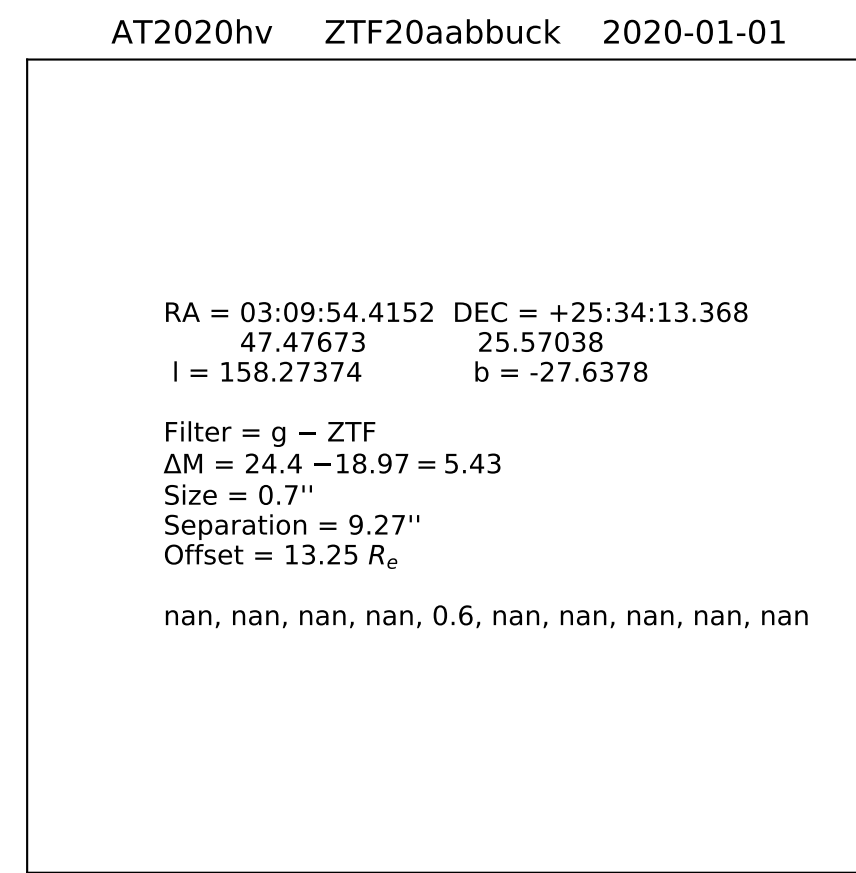 AT2020hv ZTF20aabbuck 2020-01-01
RA = 03:09:54.4152 DEC = +25:34:13.368
47.47673 25.57038
l = 158.27374 b = -27.6378
Filter = g − ZTF
ΔM = 24.4 −18.97 = 5.43
Size = 0.7''
Separation = 9.27''
Offset = 13.25 Rₑ
nan, nan, nan, nan, 0.6, nan, nan, nan, nan, nan